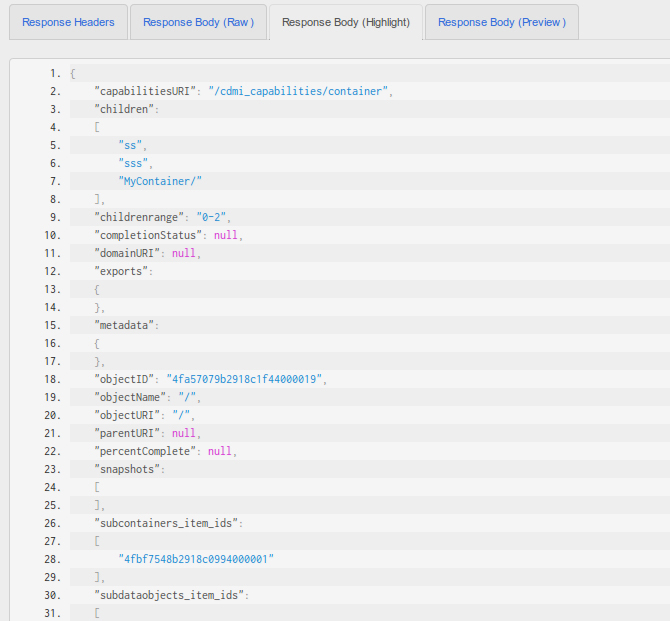 Response Headers Response Body (Raw ) Response Body (Highlight) Response Body (Preview )
1. {
2. "capabilitiesURI": "/cdmi_capabilities/container",
3. "children":
4. [
5. "ss",
6. "sss",
7. "MyContainer/"
8. ],
9. "childrenrange": "0-2",
10. "completionStatus": null,
11. "domainURI": null,
12. "exports":
13. {
14. },
15. "metadata":
16. {
17. },
18. "objectID": "4fa57079b2918c1f44000019",
19. "objectName": "/",
20. "objectURI": "/",
21. "parentURI": null,
22. "percentComplete": null,
23. "snapshots":
24. [
25. ],
26. "subcontainers_item_ids":
27. [
28. "4fbf7548b2918c0994000001"
29. ],
30. "subdataobjects_item_ids":
31. [